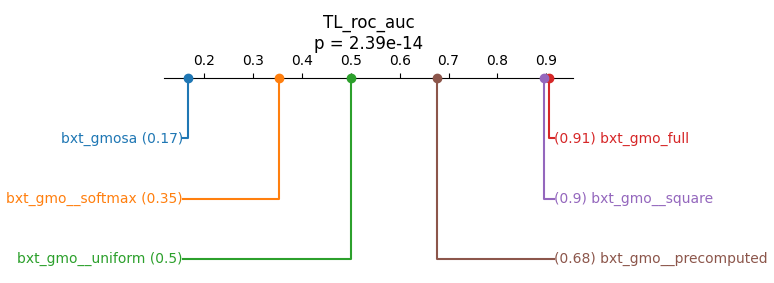 TL_roc_auc
p = 2.39e-14
0.2 0.3 0.4 0.5 0.6 0.7 0.8 0.9
bxt_gmosa (0.17)
(0.91) bxt_gmo_full
bxt_gmo__softmax (0.35)
(0.9) bxt_gmo__square
bxt_gmo__uniform (0.5)
(0.68) bxt_gmo__precomputed